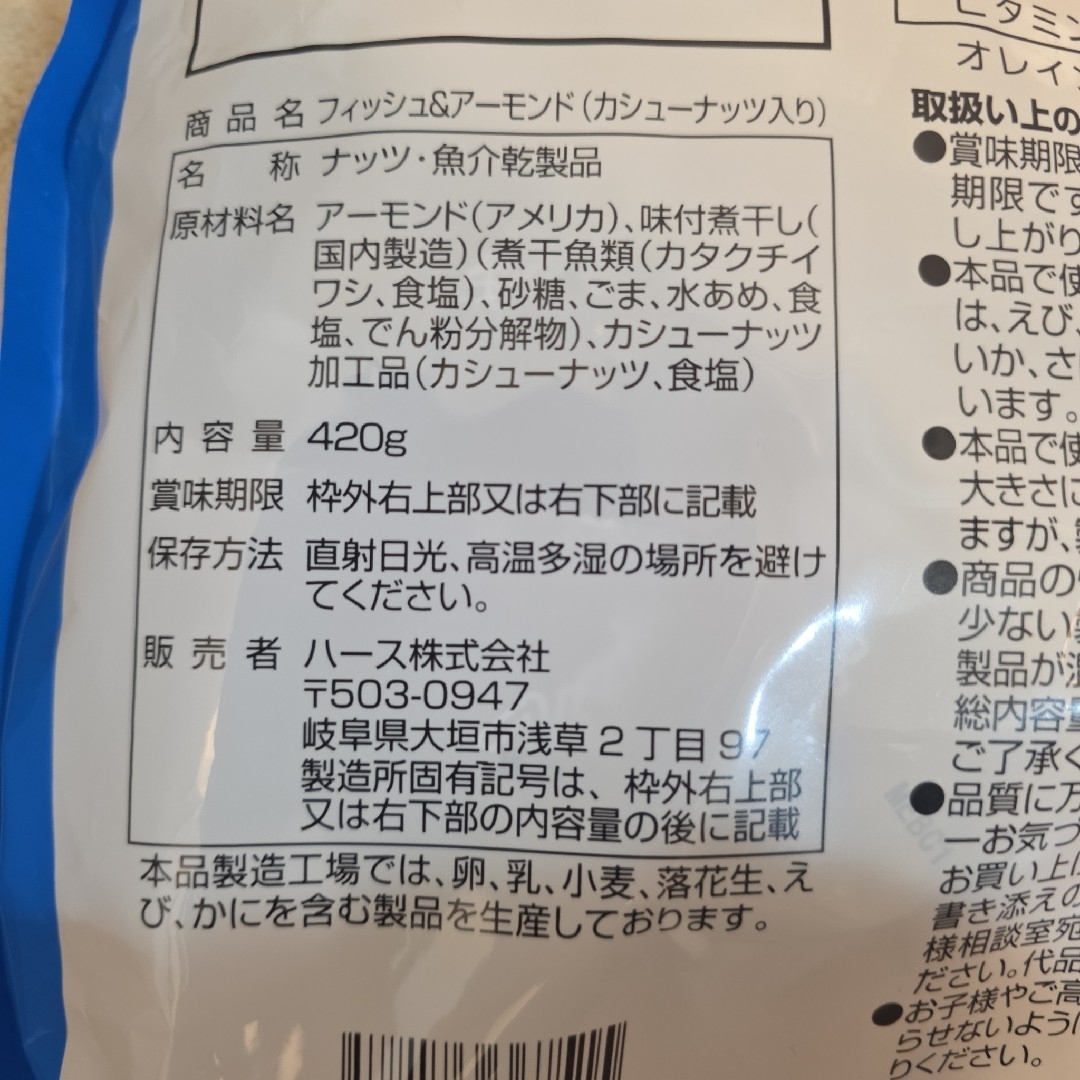 商品名 フィッシュ&アーモンド(カシューナッツ入り)
名称 ナッツ・魚介乾製品
原材料名 アーモンド(アメリカ)、味付煮干し(
国内製造)(煮干魚類(カタクチイ
ワシ、食塩)、砂糖、ごま、水あめ、食
塩、でん粉分解物)、カシューナッツ
加工品(カシューナッツ、食塩)
内容量 420g
賞味期限 枠外右上部又は右下部に記載
保存方法 直射日光、高温多湿の場所を避け
てください。
販売者 ハース株式会社
〒503-0947
岐阜県大垣市浅草2丁目97
製造所固有記号は、枠外右上部
又は右下部の内容量の後に記載
本品製造工場では、卵、乳、小麦、落花生、え
び、かにを含む製品を生産しております。
ビタミン
オレイン
取扱い上の
●賞味期限
期限です
し上がり
●本品で使
は、えび、
いか、さ
います。
●本品で使
大きさに
ますが、
●商品の
少ない
製品が
総内容量
ご了承く
●品質に万
一お気づ
お買い上げ
書き添えの
様相談室宛
ださい。代品
●お子様やご高
らせないように
りください。